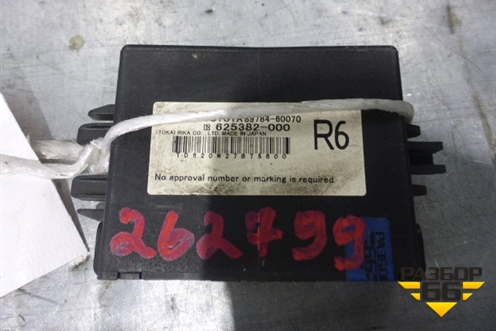 TOYOTA 89784-60070
625382-000
TOKAI RIKA CO., LTD. MADE IN JAPAN
R6
No approval number or marking is required.
262799
РАЗБОР
66